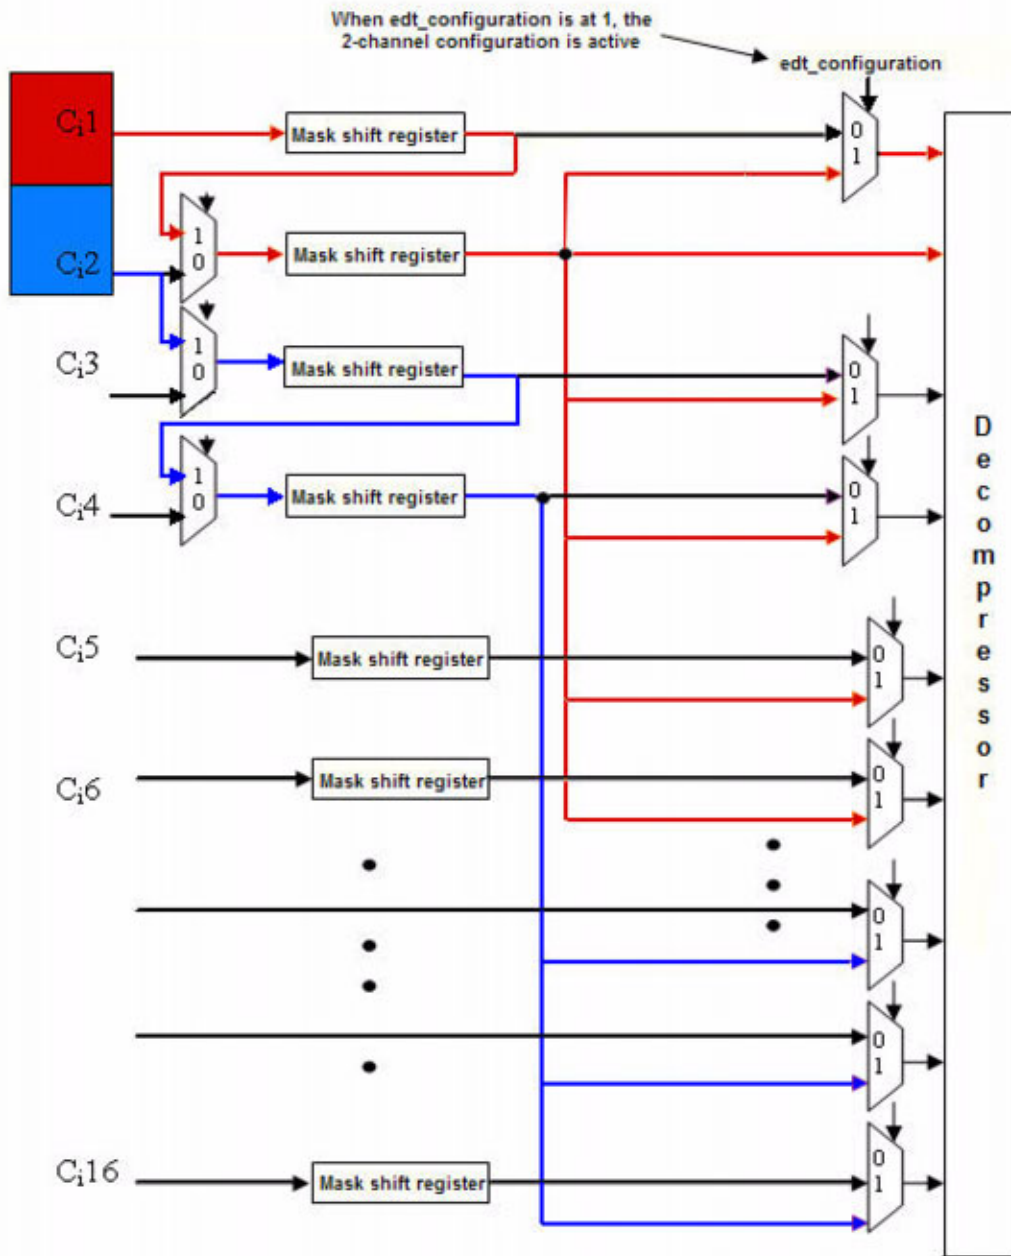 When edt_configuration is at 1, the
2-channel configuration is active
edt_configuration
Ci1
Mask shift register
0
1
1
0
Ci2
Mask shift register
1
0
Ci3
Mask shift register
0
1
1
0
Ci4
Mask shift register
0
1
Decompressor
Ci5
Mask shift register
0
1
Ci6
Mask shift register
0
1
0
1
0
1
Ci16
Mask shift register
0
1